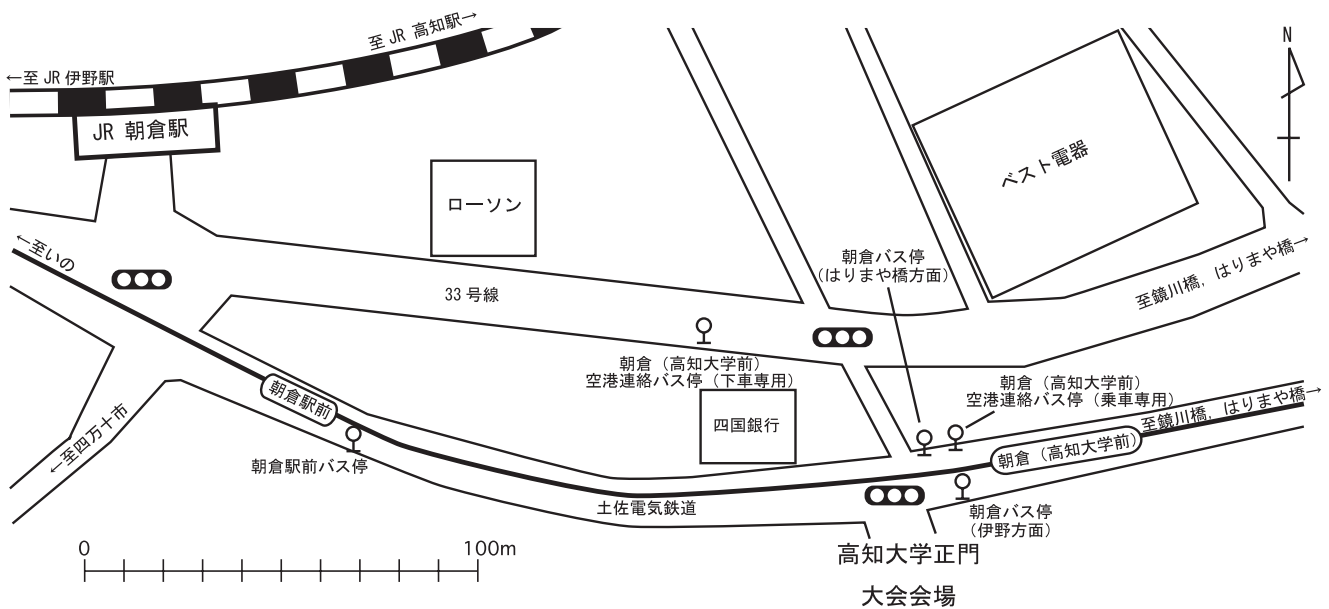 至 JR 高知駅→
←至 JR 伊野駅
N
JR 朝倉駅
ベスト電器
ローソン
←至いの
朝倉バス停
(はりまや橋方面)
至鏡川橋，はりまや橋→
33 号線
朝倉（高知大学前）
空港連絡バス停（下車専用）
朝倉（高知大学前）
空港連絡バス停（乗車専用）
朝倉駅前
至鏡川橋，はりまや橋→
←至四万十市
四国銀行
朝倉（高知大学前）
朝倉駅前バス停
土佐電気鉄道
朝倉バス停
(伊野方面)
0
100m
高知大学正門
大会会場